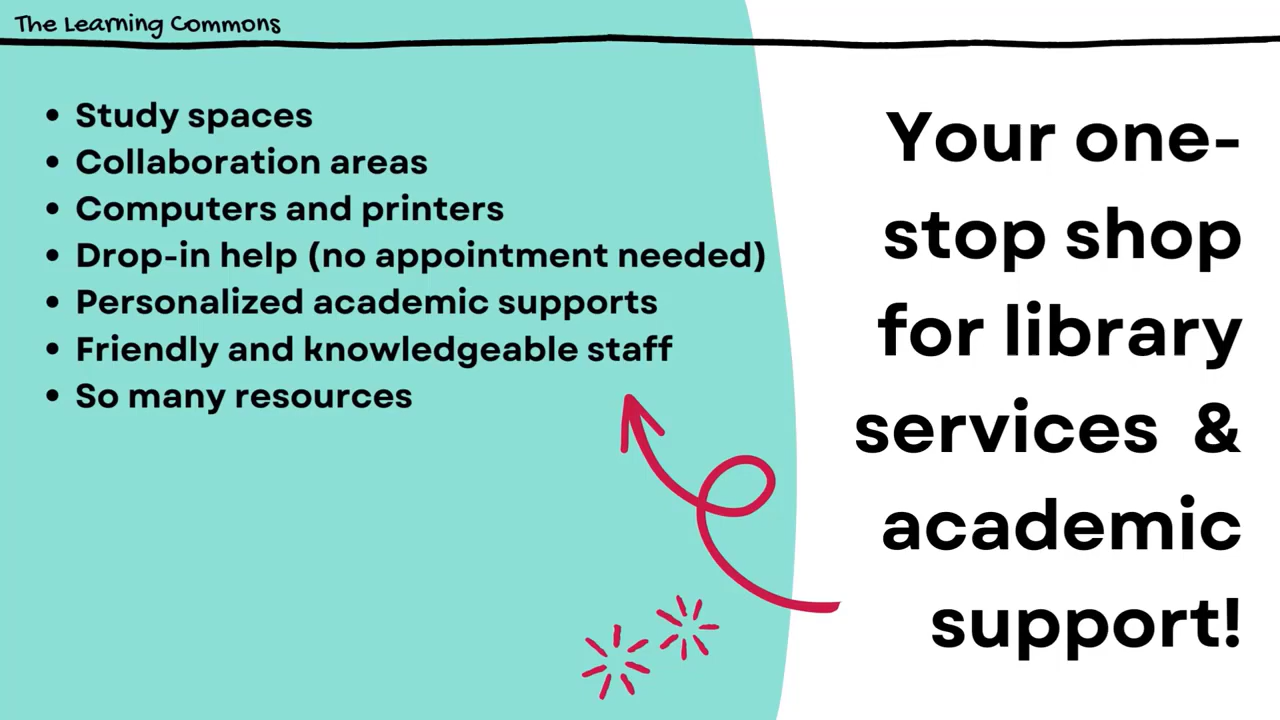 The Learning Commons
• Study spaces
• Collaboration areas
• Computers and printers
• Drop-in help (no appointment needed)
• Personalized academic supports
• Friendly and knowledgeable staff
• So many resources
Your one-
stop shop
for library
services &
academic
support!